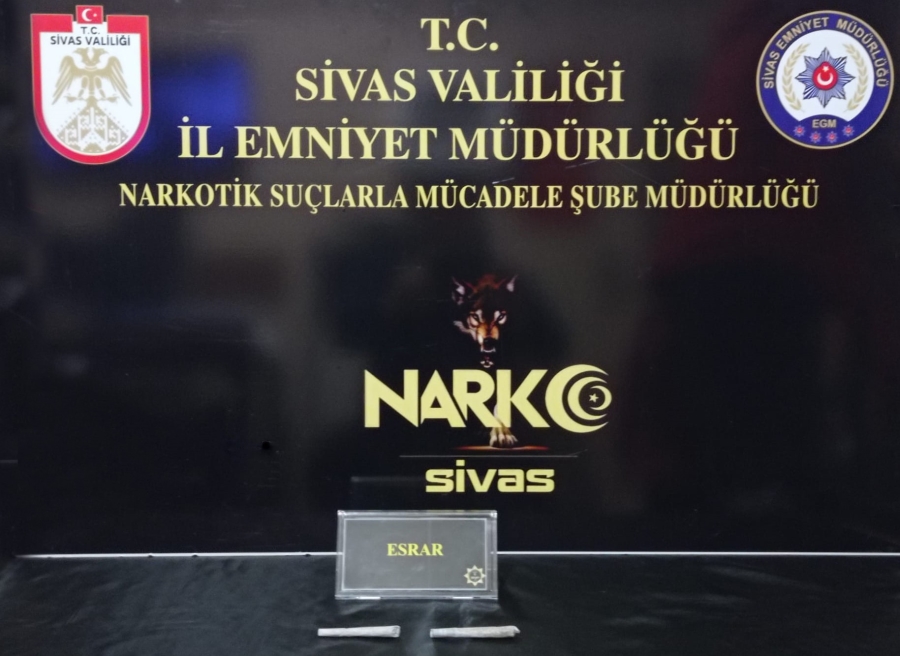 T.C.
SİVAS VALİLİĞİ
T.C.
SİVAS VALİLİĞİ
İL EMNİYET MÜDÜRLÜĞÜ
NARKOTİK SUÇLARLA MÜCADELE ŞUBE MÜDÜRLÜĞÜ
SİVAS EMNİYET MÜDÜRLÜĞÜ
EGM
NARKO
sivas
ESRAR